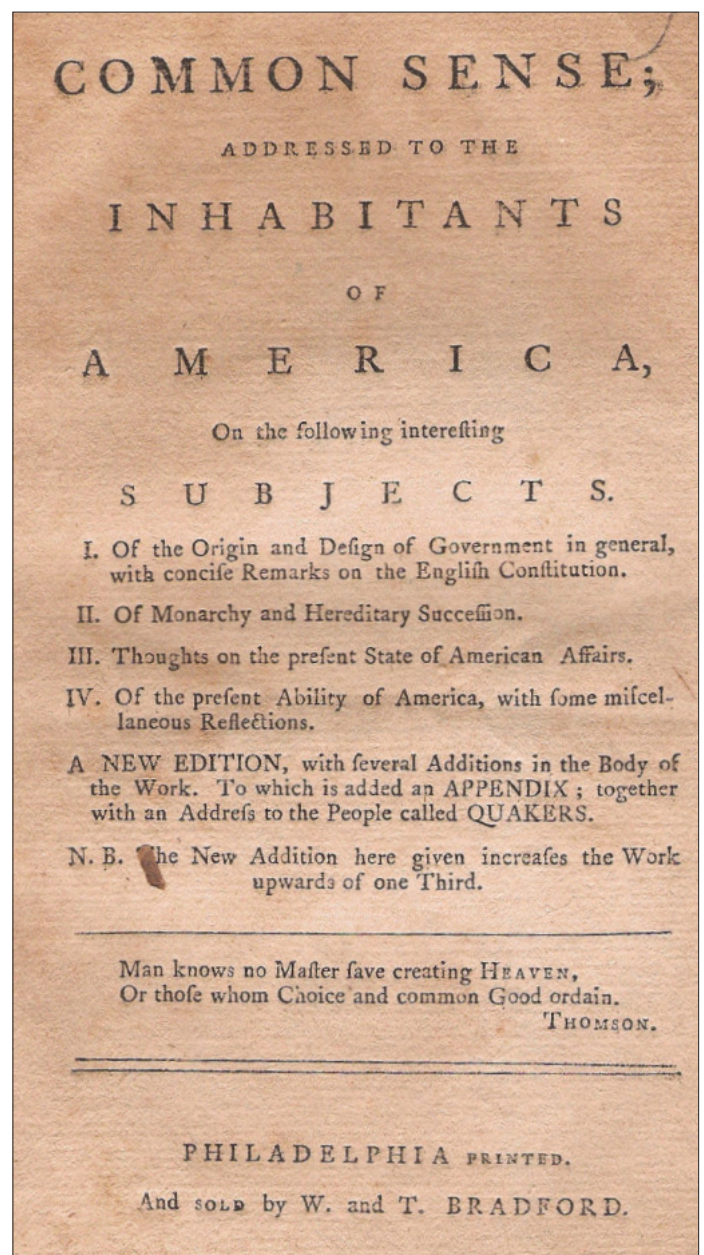 COMMON SENSE;
ADDRESSED TO THE
INHABITANTS
OF
AMERICA,
On the following intereſting
SUBJECTS.
I. Of the Origin and Deſign of Government in general,
with conciſe Remarks on the Engliſh Conſtitution.
II. Of Monarchy and Hereditary Succeſſion.
III. Thoughts on the preſent State of American Affairs.
IV. Of the preſent Ability of America, with ſome miſcel-
laneous Reflections.
A NEW EDITION, with ſeveral Additions in the Body of
the Work. To which is added an APPENDIX ; together
with an Addreſs to the People called QUAKERS.
N. B. The New Addition here given increaſes the Work
upwards of one Third.
Man knows no Maſter ſave creating HEAVEN,
Or thoſe whom Choice and common Good ordain.
THOMSON.
PHILADELPHIA PRINTED.
And SOLD by W. and T. BRADFORD.